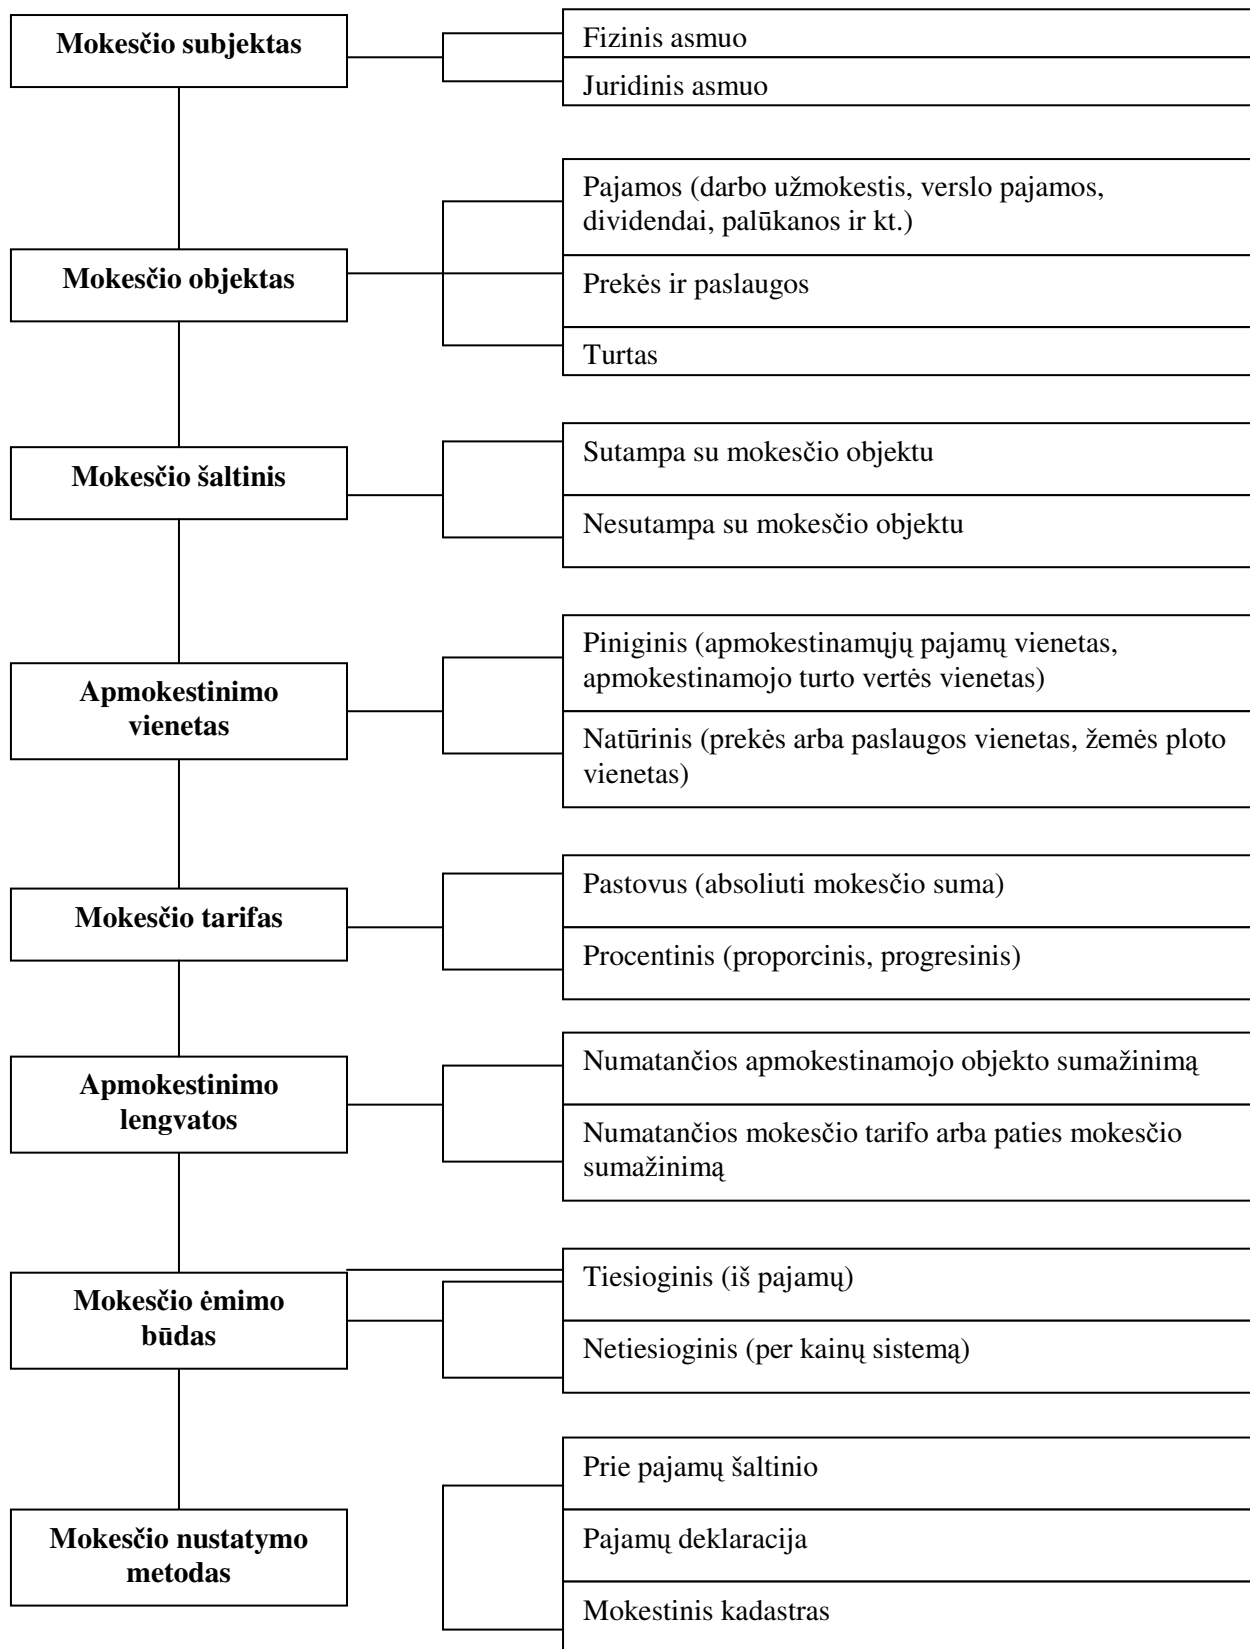 Mokesčio subjektas
Fizinis asmuo
Juridinis asmuo
Pajamos (darbo užmokestis, verslo pajamos,
dividendai, palūkanos ir kt.)
Mokesčio objektas
Prekės ir paslaugos
Turtas
Mokesčio šaltinis
Sutampa su mokesčio objektu
Nesutampa su mokesčio objektu
Apmokestinimo
vienetas
Piniginis (apmokestinamųjų pajamų vienetas,
apmokestinamojo turto vertės vienetas)
Natūrinis (prekės arba paslaugos vienetas, žemės ploto
vienetas)
Mokesčio tarifas
Pastovus (absoliuti mokesčio suma)
Procentinis (proporcinis, progresinis)
Apmokestinimo
lengvatos
Numatančios apmokestinamojo objekto sumažinimą
Numatančios mokesčio tarifo arba paties mokesčio
sumažinimą
Mokesčio ėmimo
būdas
Tiesioginis (iš pajamų)
Netiesioginis (per kainų sistemą)
Mokesčio nustatymo
metodas
Prie pajamų šaltinio
Pajamų deklaracija
Mokestinis kadastras